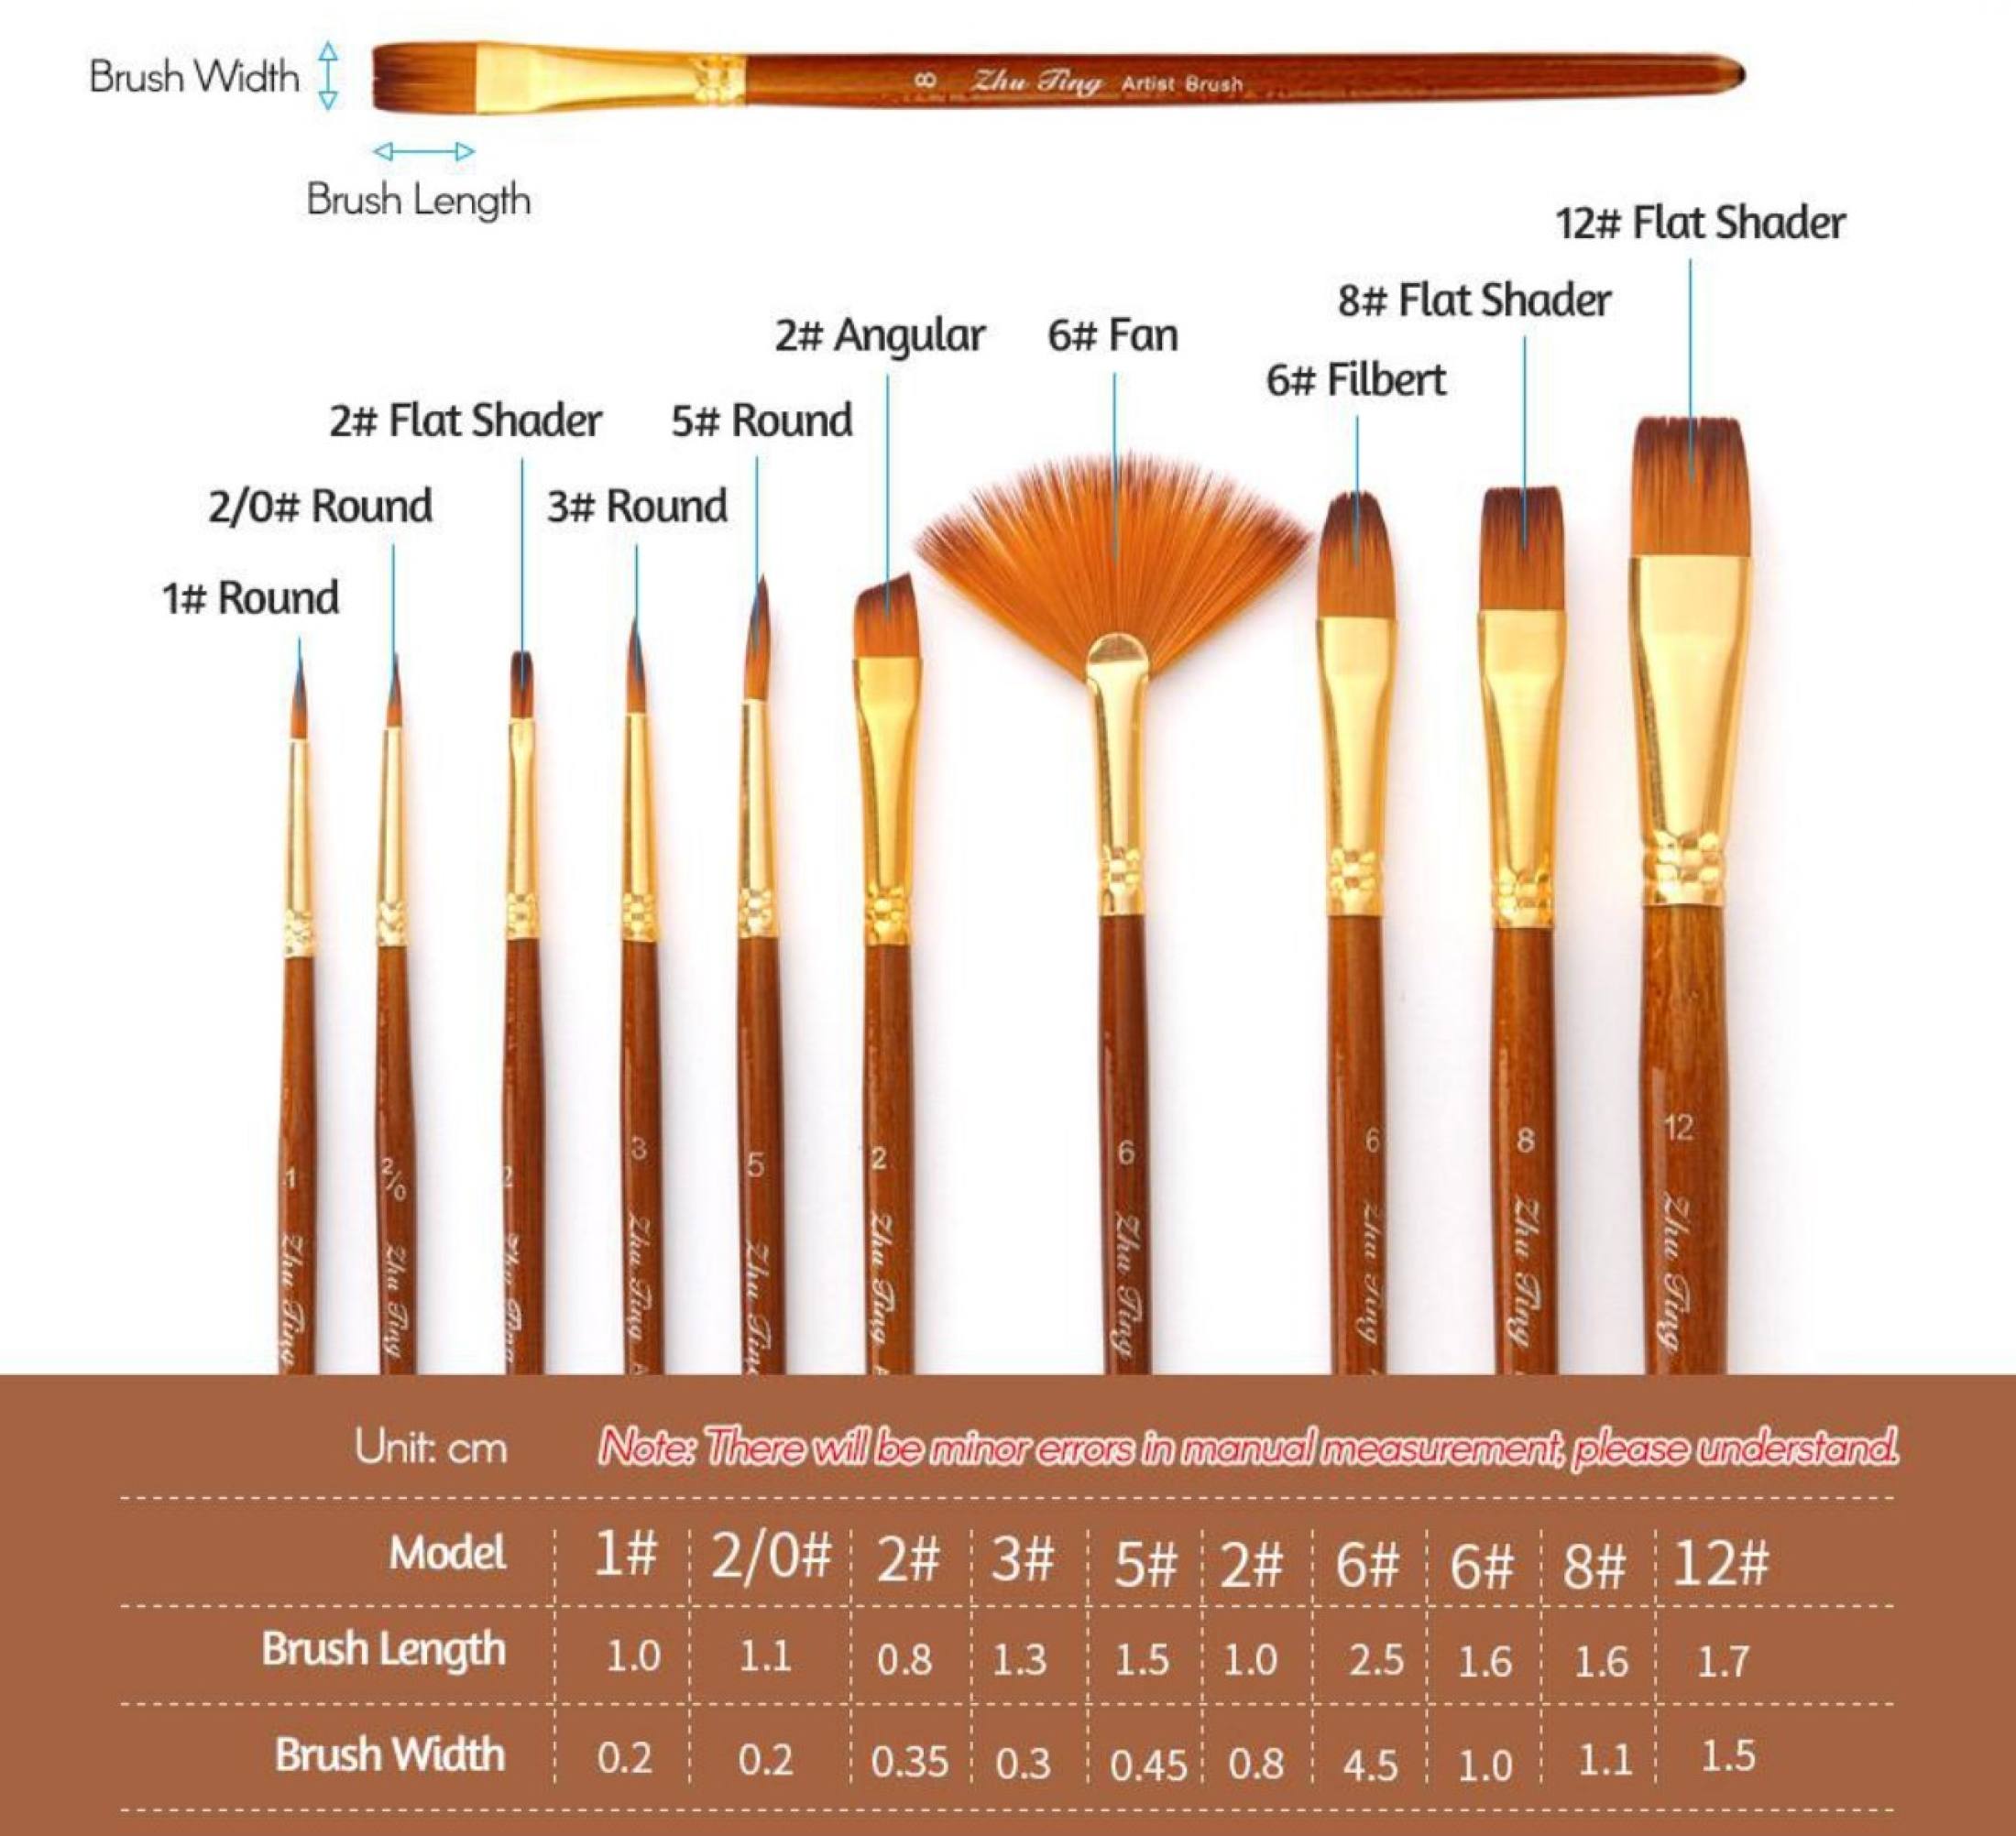 Brush Width
8 Zhu Ting Artist Brush
Brush Length
12# Flat Shader
8# Flat Shader
2# Angular 6# Fan
6# Filbert
2# Flat Shader 5# Round
2/0# Round 3# Round
1# Round
1 2/0 2 3 5 2 6 6 8 12
Zhu Ting Zhu Ting Zhu Ting Zhu Ting Zhu Ting Zhu Ting Zhu Ting Zhu Ting Zhu Ting Zhu Ting
Unit: cm Note: There will be minor errors in manual measurement, please understand.
Model 1# 2/0# 2# 3# 5# 2# 6# 6# 8# 12#
Brush Length 1.0 1.1 0.8 1.3 1.5 1.0 2.5 1.6 1.6 1.7
Brush Width 0.2 0.2 0.35 0.3 0.45 0.8 4.5 1.0 1.1 1.5